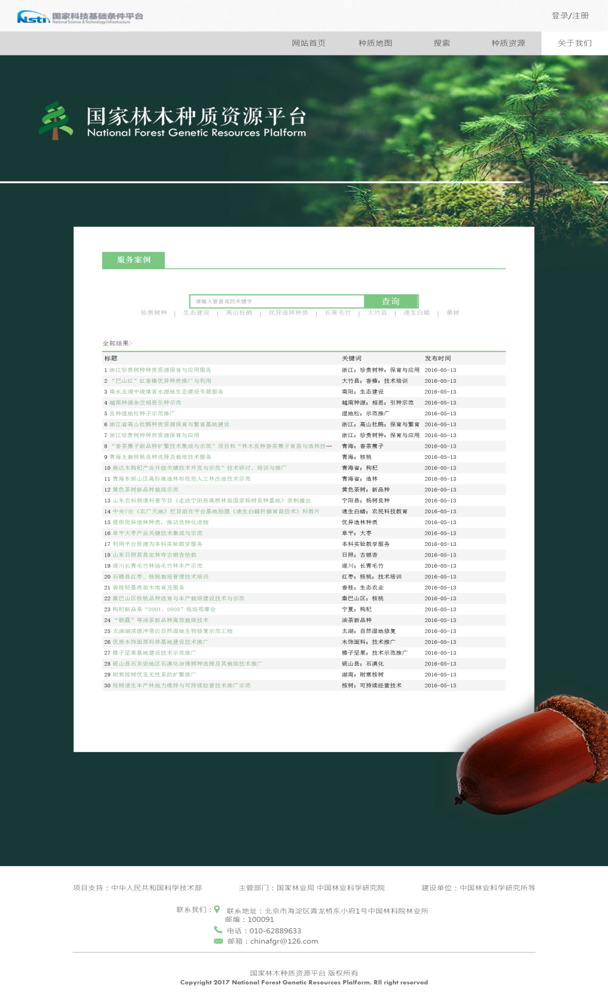 Nsti 国家科技基础条件平台
National Science & Technology Infrastructure
登录/注册
网站首页 种质地图 搜索 种质资源 关于我们
国家林木种质资源平台
National Forest Genetic Resources Plalform
服务案例
请输入要查询的关键字 查询
珍贵树种 | 生态建设 | 高山杜鹃 | 优异造林种质 | 长青毛竹 | 大竹县 | 速生白蜡 | 桑树
全部结果>
标题 关键词 发布时间
1 浙江珍贵树种种质资源保育与应用服务 浙江；珍贵树种；保育与应用 2016-05-13
2 “巴山红”红香椿优异种质推广与利用 大竹县；香椿；技术培训 2016-05-13
3 南水北调中线渠首水源地生态建设专题服务 南阳；生态建设 2016-05-13
4 越南种源杂交相思引种示范 越南种源；相思；引种示范 2016-05-13
5 良种湿地松种子示范推广 湿地松；示范推广 2016-05-13
6 浙江省高山杜鹃种质资源保育与繁育基地建设 浙江；高山杜鹃；保育与繁育 2016-05-13
7 浙江珍贵树种种质资源保育与应用 浙江；珍贵树种；保育与应用 2016-05-13
8 “香茶藨子新品种扩繁技术集成与示范”项目和“林木良种香茶藨子育苗与造林技… 青海；香茶藨子 2016-05-13
9 青海主栽核桃良种选择及栽培技术服务 青海；核桃 2016-05-13
10 柴达木枸杞产业升级关键技术开发与示范”技术研讨、培训与推广 青海省；枸杞 2016-05-13
11 青海东部山区高标准造林和低效人工林改造技术示范 青海省；造林 2016-05-13
12 黄色茶树新品种栽培示范 黄色茶树；新品种 2016-05-13
13 山东农科频道科普节目《走进宁阳县高桥林场国家杨树良种基地》录制播出 宁阳县；杨树良种 2016-05-13
14 中央7台《农广天地》栏目组在平台基地拍摄《速生白蜡扦插育苗技术》科教片 速生白蜡；农民科技教育 2016-05-13
15 提供优异造林种质，推动良种化进程 优异造林种质 2016-05-13
16 阜平大枣产业关键技术集成与示范 阜平；大枣 2016-05-13
17 利用平台资源为本科实验教学服务 本科实验教学服务 2016-05-13
18 山东日照莒县定林寺古银杏抢救 日照；古银杏 2016-05-13
19 遂川长青毛竹林场毛竹林丰产示范 遂川；长青毛竹 2016-05-13
20 石楼县红枣、核桃栽培管理技术培训 红枣；核桃；技术培训 2016-05-13
21 香桂轻基质苗木培育及服务 香桂；生态农业 2016-05-13
22 秦巴山区核桃品种选育与丰产栽培建设技术与示范 秦巴山区；核桃 2016-05-13
23 枸杞新品系“0901、0909”现场观摩会 宁夏；枸杞 2016-05-13
24 “朝霞”等油茶新品种高效栽培技术 油茶新品种 2016-05-13
25 太湖湖滨缓冲带近自然湿地生物修复示范工程 太湖；自然湿地修复 2016-05-13
26 优质木饰面原料林基地建设技术推广 木饰面料；技术推广 2016-05-13
27 榛子坚果基地建设技术示范推广 榛子坚果；技术示范推广 2016-05-13
28 砚山县石灰岩地区石漠化治理树种选择及其栽培技术推广 砚山县；石漠化 2016-05-13
29 耐寒桉树优良无性系的扩繁推广 湖南；耐寒桉树 2016-05-13
30 桉树速生丰产林地力维持与可持续经营技术推广示范 桉树；可持续经营技术 2016-05-13
项目支持：中华人民共和国科学技术部 主管部门：国家林业局 中国林业科学研究院 建设单位：中国林业科学研究所等
联系我们： 联系地址：北京市海淀区青龙桥东小府1号中国林科院林业所
邮编：100091
电话：010-62889633
邮箱：chinafgr@126.com
国家林木种质资源平台 版权所有
Copyright 2017 National Forest Genetic Resources Plalform. Rll right reserved